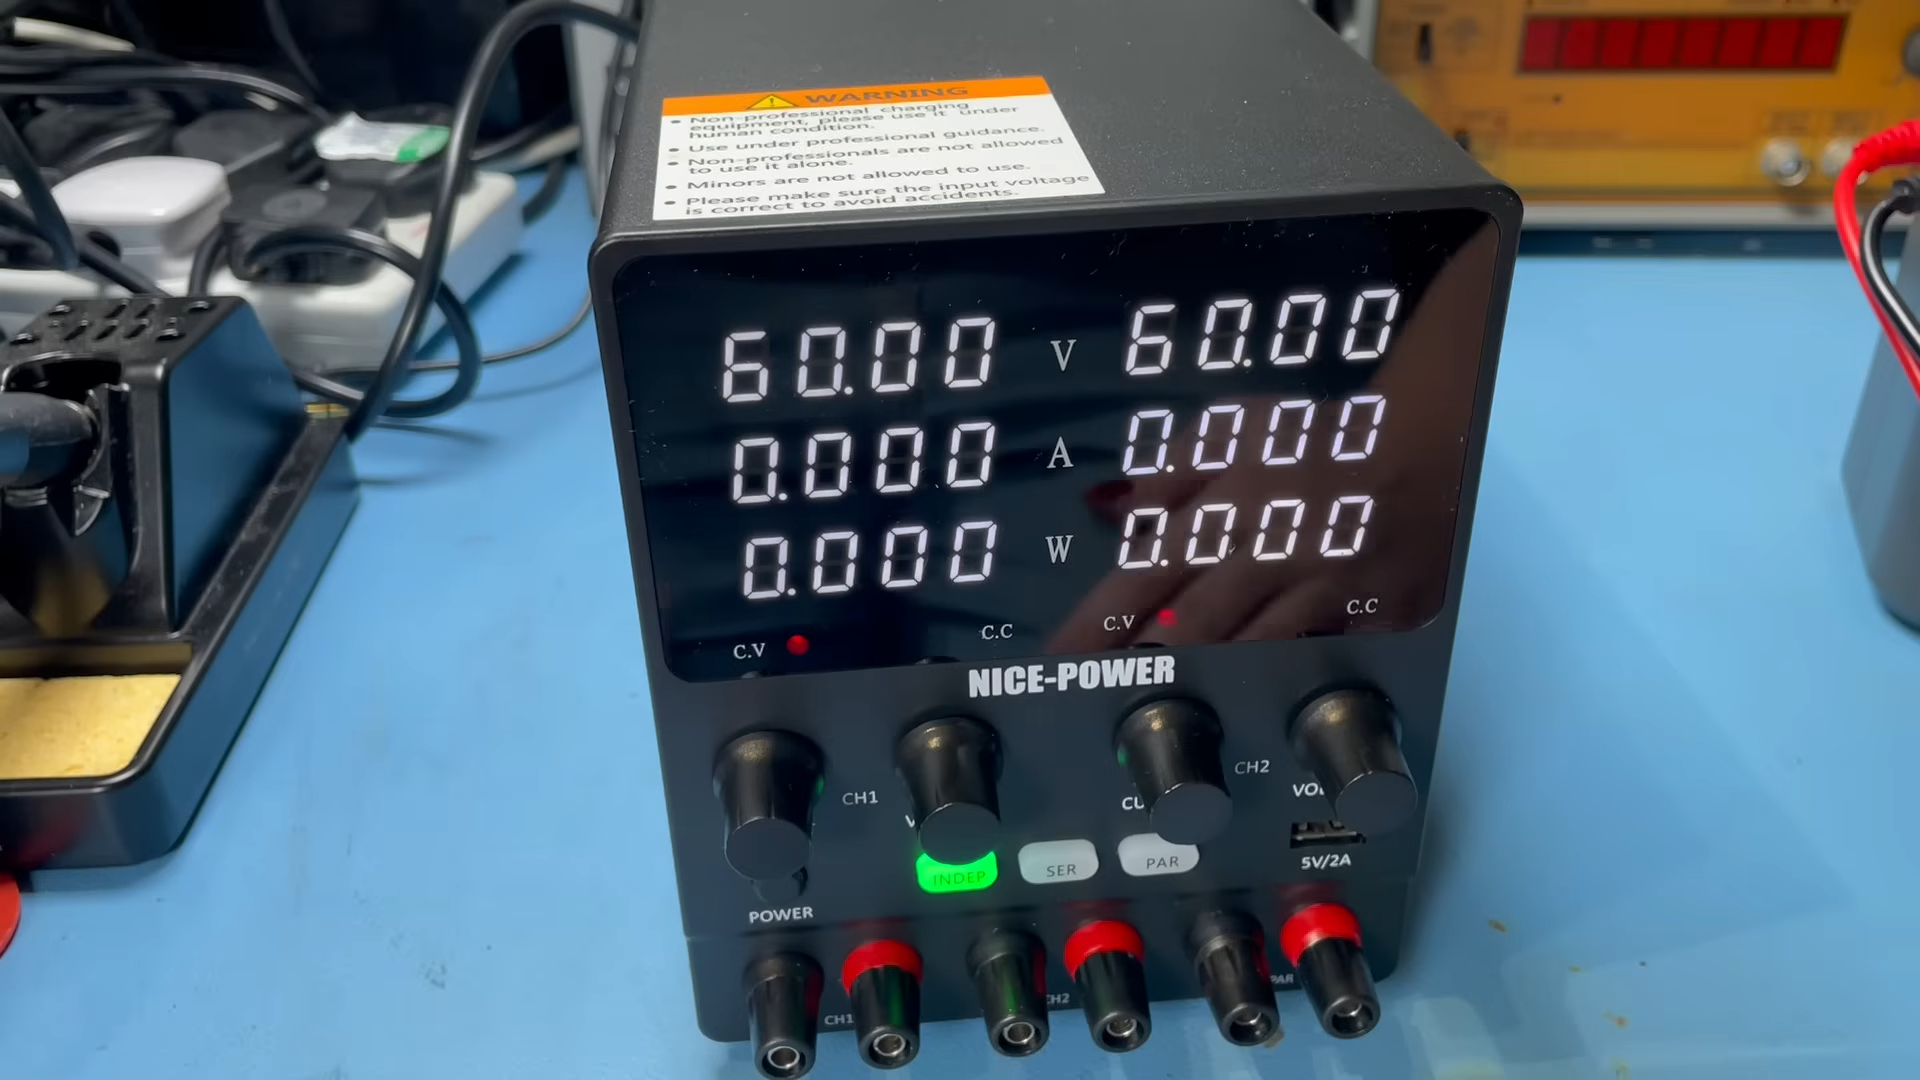 WARNING
• Non-professional charging
equipment, please use it under
human condition.
• Use under professional guidance.
• Non-professionals are not allowed
to use it alone.
• Minors are not allowed to use.
• Please make sure the input voltage
is correct to avoid accidents.
60.00 V 60.00
0.000 A 0.000
0.000 W 0.000
C.V C.C C.V C.C
NICE-POWER
CH1 CH2
INDEP SER PAR
5V/2A
POWER
CH1 CH2 PAR